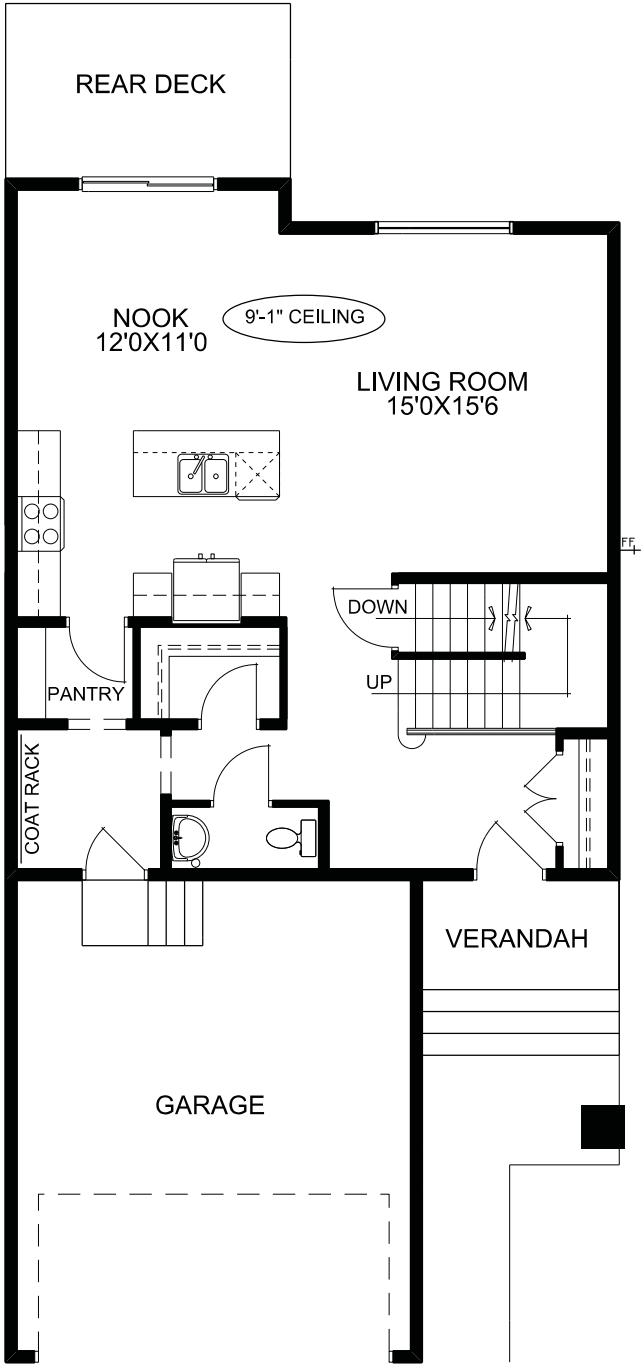 REAR DECK
NOOK
12'0X11'0
9'-1" CEILING
LIVING ROOM
15'0X15'6
FF
DOWN
UP
PANTRY
COAT RACK
VERANDAH
GARAGE